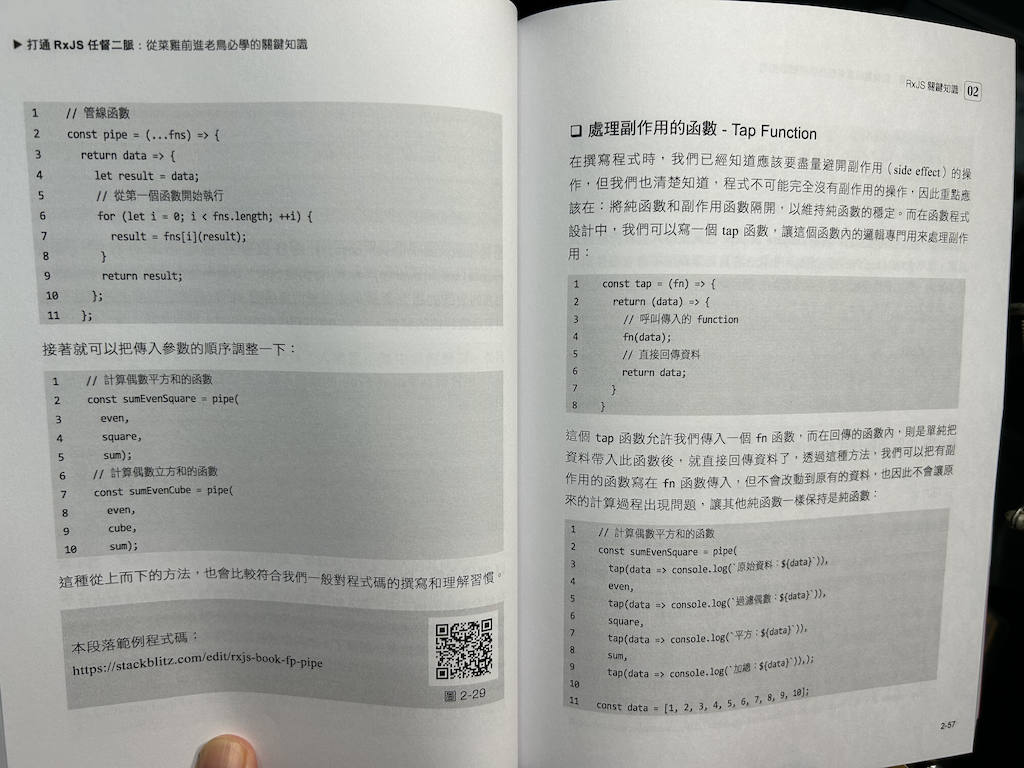 ▶ 打通 RxJS 任督二脈：從菜雞前進老鳥必學的關鍵知識
1 // 管線函數
2 const pipe = (...fns) => {
3 return data => {
4 let result = data;
5 // 從第一個函數開始執行
6 for (let i = 0; i < fns.length; ++i) {
7 result = fns[i](result);
8 }
9 return result;
10 };
11 };
接著就可以把傳入參數的順序調整一下：
1 // 計算偶數平方和的函數
2 const sumEvenSquare = pipe(
3 even,
4 square,
5 sum);
6 // 計算偶數立方和的函數
7 const sumEvenCube = pipe(
8 even,
9 cube,
10 sum);
這種從上而下的方法，也會比較符合我們一般對程式碼的撰寫和理解習慣。
本段落範例程式碼：
https://stackblitz.com/edit/rxjs-book-fp-pipe
圖 2-29
RxJS 關鍵知識 02
❏ 處理副作用的函數 - Tap Function
在撰寫程式時，我們已經知道應該要盡量避開副作用（side effect）的操
作，但我們也清楚知道，程式不可能完全沒有副作用的操作，因此重點應
該在：將純函數和副作用函數隔開，以維持純函數的穩定。而在函數程式
設計中，我們可以寫一個 tap 函數，讓這個函數內的邏輯專門用來處理副作
用：
1 const tap = (fn) => {
2 return (data) => {
3 // 呼叫傳入的 function
4 fn(data);
5 // 直接回傳資料
6 return data;
7 }
8 }
這個 tap 函數允許我們傳入一個 fn 函數，而在回傳的函數內，則是單純把
資料帶入此函數後，就直接回傳資料了，透過這種方法，我們可以把有副
作用的函數寫在 fn 函數傳入，但不會改動到原有的資料，也因此不會讓原
來的計算過程出現問題，讓其他純函數一樣保持是純函數：
1 // 計算偶數平方和的函數
2 const sumEvenSquare = pipe(
3 tap(data => console.log(`原始資料：${data}`)),
4 even,
5 tap(data => console.log(`過濾偶數：${data}`)),
6 square,
7 tap(data => console.log(`平方：${data}`)),
8 sum,
9 tap(data => console.log(`加總：${data}`)),);
10
11 const data = [1, 2, 3, 4, 5, 6, 7, 8, 9, 10];
2-57